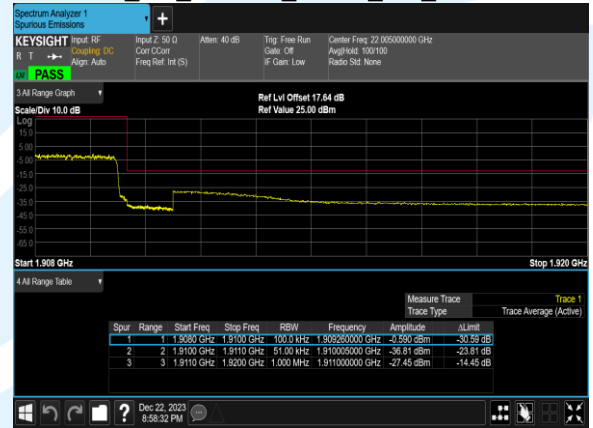 Spectrum Analyzer 1
Spurious Emissions
+
KEYSIGHT Input: RF Input Z: 50 Ω Atten: 40 dB Trig: Free Run Center Freq: 22.005000000 GHz
R T Coupling: DC Corr CCorr Gate: Off Avg|Hold: 100/100
Align: Auto Freq Ref: Int (S) IF Gain: Low Radio Std: None
LW PASS
3 All Range Graph
Ref Lvl Offset 17.64 dB
Scale/Div 10.0 dB Ref Value 25.00 dBm
Log
15.0
5.00
-5.00
-15.0
-25.0
-35.0
-45.0
-55.0
-65.0
Start 1.908 GHz Stop 1.920 GHz
4 All Range Table
Measure Trace Trace 1
Trace Type Trace Average (Active)
Spur Range Start Freq Stop Freq RBW Frequency Amplitude ΔLimit
1 1 1.9080 GHz 1.9100 GHz 100.0 kHz 1.909260000 GHz -0.590 dBm -30.59 dB
2 2 1.9100 GHz 1.9110 GHz 51.00 kHz 1.910005000 GHz -36.81 dBm -23.81 dB
3 3 1.9110 GHz 1.9200 GHz 1.000 MHz 1.911000000 GHz -27.45 dBm -14.45 dB
? Dec 22, 2023
8:58:32 PM